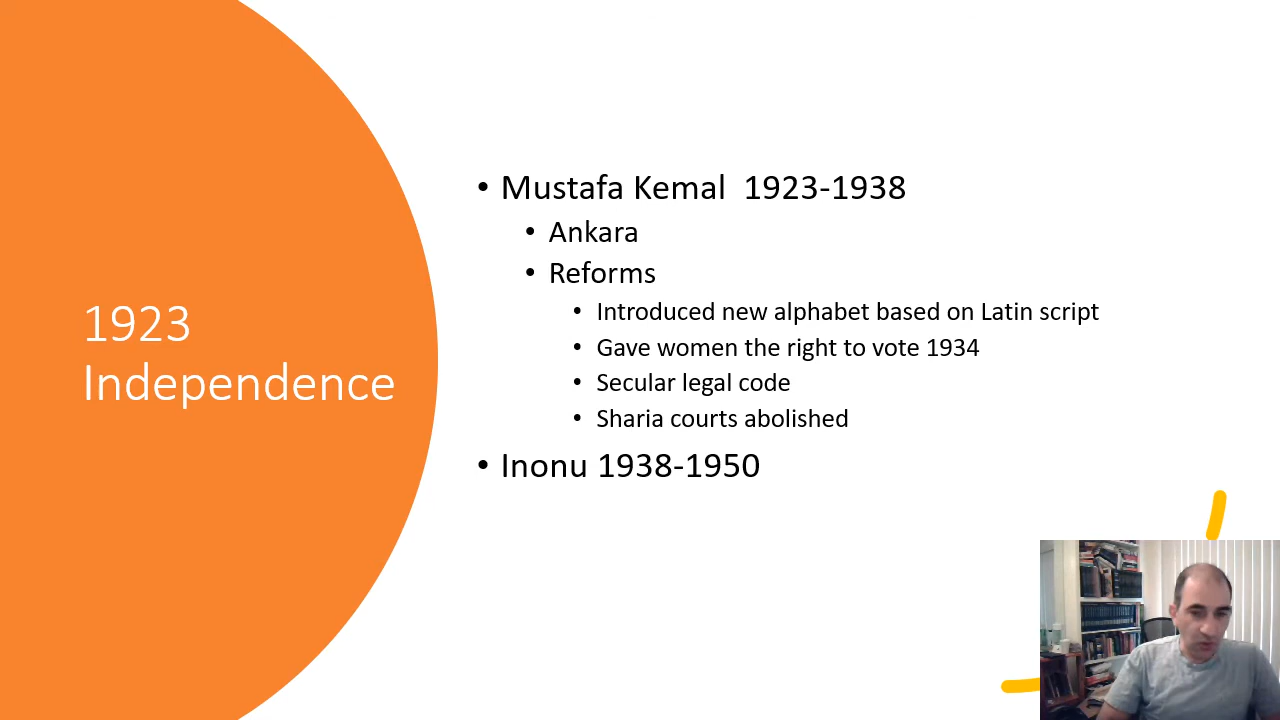 1923
Independence
• Mustafa Kemal  1923-1938
• Ankara
• Reforms
• Introduced new alphabet based on Latin script
• Gave women the right to vote 1934
• Secular legal code
• Sharia courts abolished
• Inonu 1938-1950